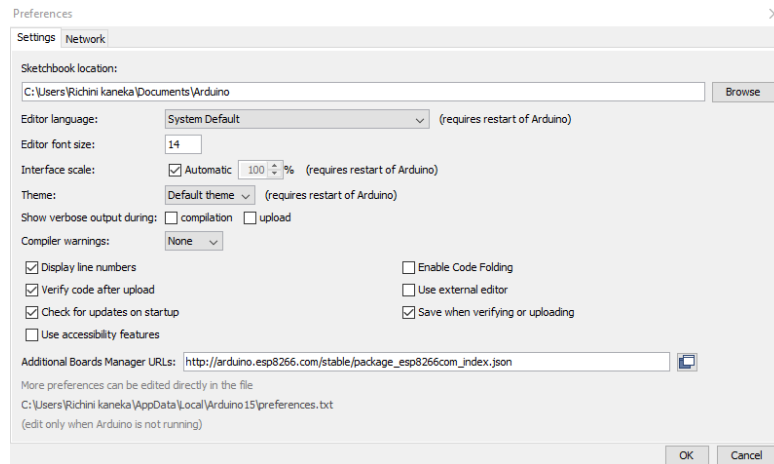 Preferences
Settings Network
Sketchbook location:
C:\Users\Richini kaneka\Documents\Arduino Browse
Editor language: System Default (requires restart of Arduino)
Editor font size: 14
Interface scale: Automatic 100 % (requires restart of Arduino)
Theme: Default theme (requires restart of Arduino)
Show verbose output during: compilation upload
Compiler warnings: None
Display line numbers Enable Code Folding
Verify code after upload Use external editor
Check for updates on startup Save when verifying or uploading
Use accessibility features
Additional Boards Manager URLs: http://arduino.esp8266.com/stable/package_esp8266com_index.json
More preferences can be edited directly in the file
C:\Users\Richini kaneka\AppData\Local\Arduino15\preferences.txt
(edit only when Arduino is not running)
OK Cancel